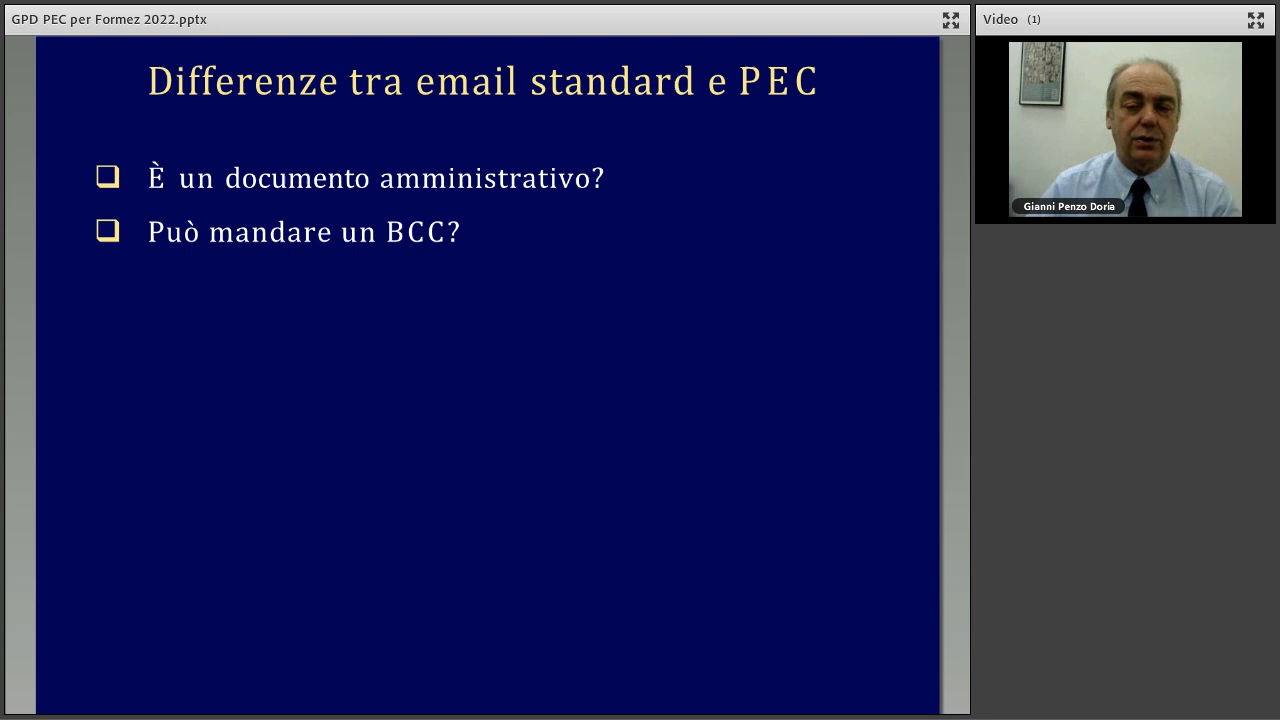 GPD PEC per Formez 2022.pptx
Differenze tra email standard e PEC
È un documento amministrativo?
Può mandare un BCC?
Video (1)
Gianni Penzo Doria